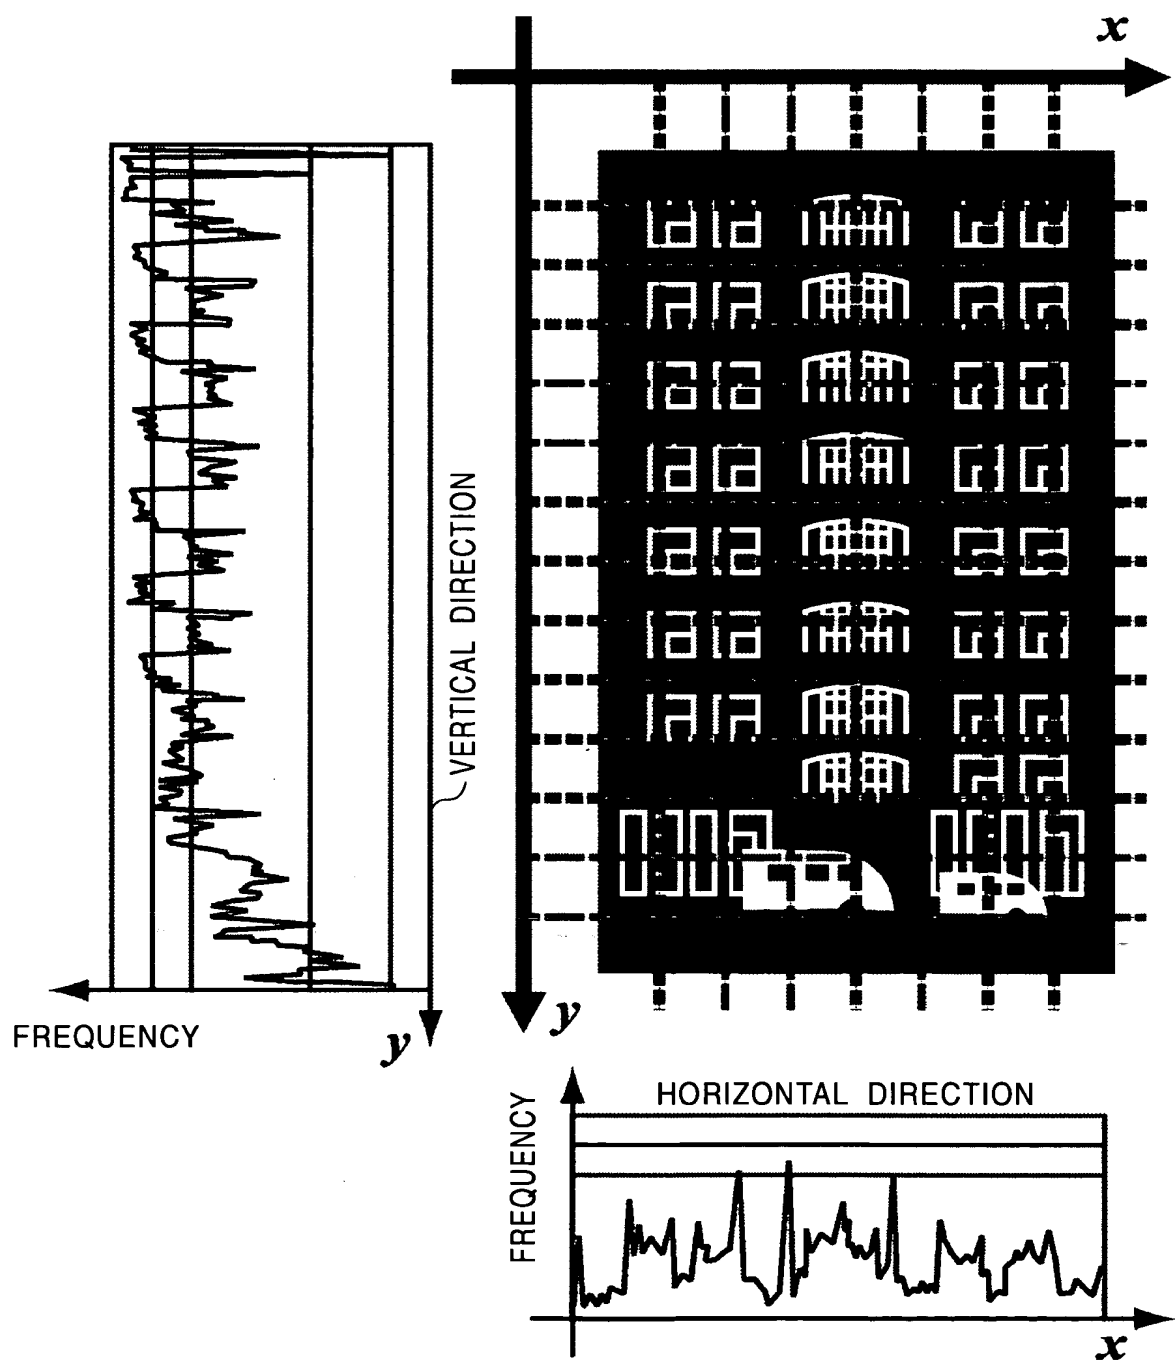 x
VERTICAL DIRECTION
FREQUENCY
y
y
HORIZONTAL DIRECTION
FREQUENCY
x